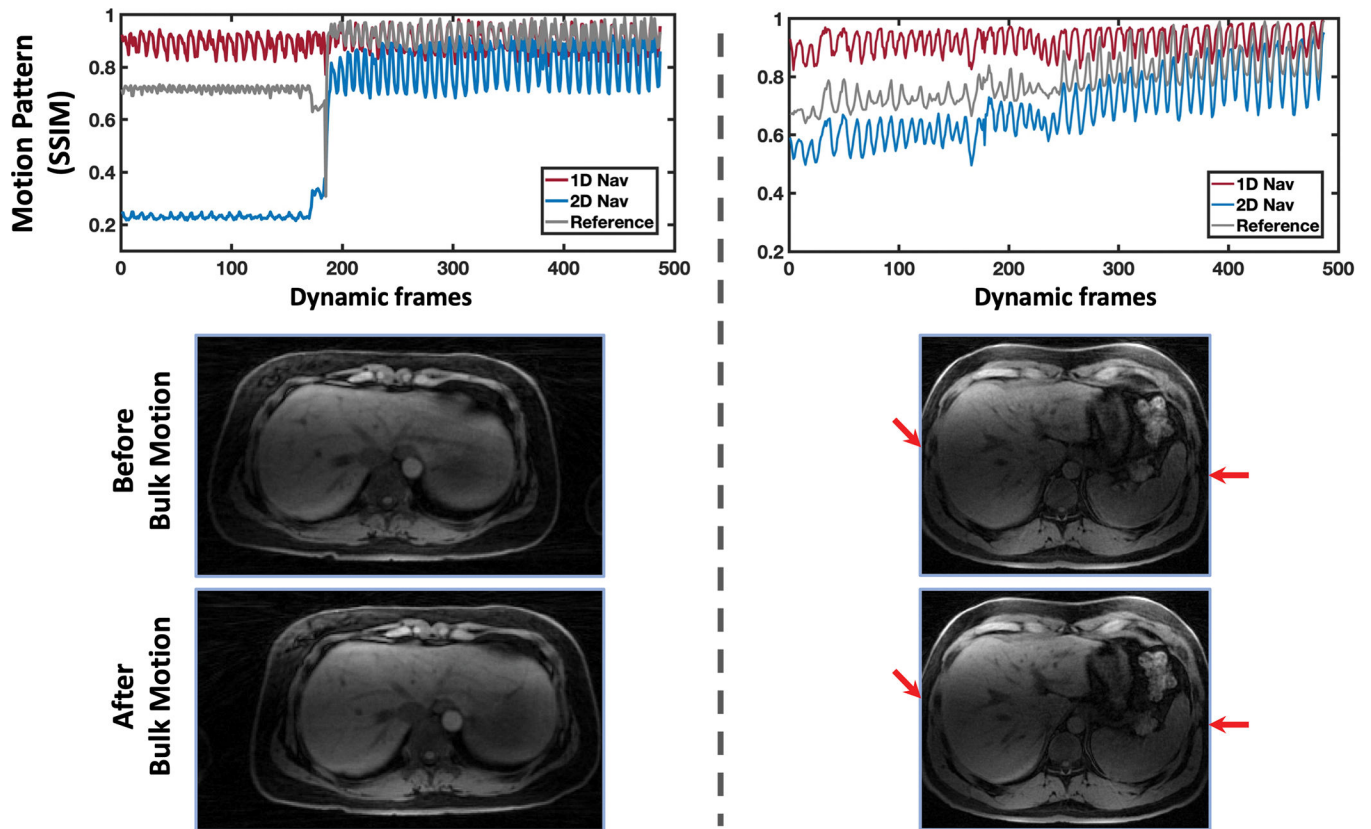 Motion Pattern
(SSIM)
1
0.8
0.6
0.4
0.2
0
100
200
300
400
500
1D Nav
2D Nav
Reference
Dynamic frames
1
0.8
0.6
0.4
0.2
0
100
200
300
400
500
1D Nav
2D Nav
Reference
Dynamic frames
Before
Bulk Motion
After
Bulk Motion